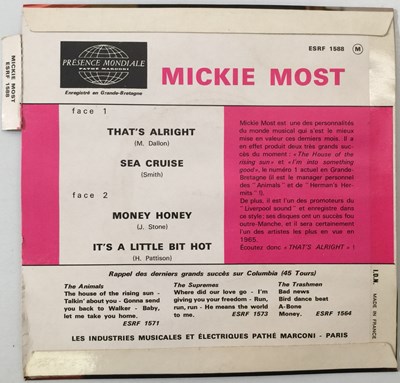 ESRF 1588 M
PRÉSENCE MONDIALE
PATHÉ MARCONI
Enregistré en Grande-Bretagne
MICKIE MOST
MICKIE MOST
ESRF 1588
face 1
THAT'S ALRIGHT
(M. Dallon)
SEA CRUISE
(Smith)
face 2
MONEY HONEY
(J. Stone)
IT'S A LITTLE BIT HOT
(H. Pattison)
Mickie Most est une des personnalités
du monde musical qui s'est le mieux
mise en valeur ces derniers mois. Il a
en effet produit deux très grands suc-
cès du moment : «The House of the
rising sun» et «I'm into something
good», le numéro 1 actuel en Grande-
Bretagne (il est le manager personnel
des "Animals" et de "Herman's Her-
mits").
De plus, il est l'un des promoteurs du
"Liverpool sound" et enregistre dans
ce style; ses disques ont un succès fou
outre-Manche, et il sera certainement
l'un des artistes les plus en vue en
1965.
Écoutez donc «THAT'S ALRIGHT» !
Rappel des derniers grands succès sur Columbia (45 Tours)
The Animals
The house of the rising sun -
Talkin' about you - Gonna send
you back to Walker - Baby,
let me take you home.
ESRF 1571
The Supremes
Where did our love go - I'm
giving you your freedom - Run,
run, run - He means the world
to me. ESRF 1573
The Trashmen
Bad news
Bird dance beat
A-Bone
Money. ESRF 1564
LES INDUSTRIES MUSICALES ET ÉLECTRIQUES PATHÉ MARCONI - PARIS
MADE IN FRANCE